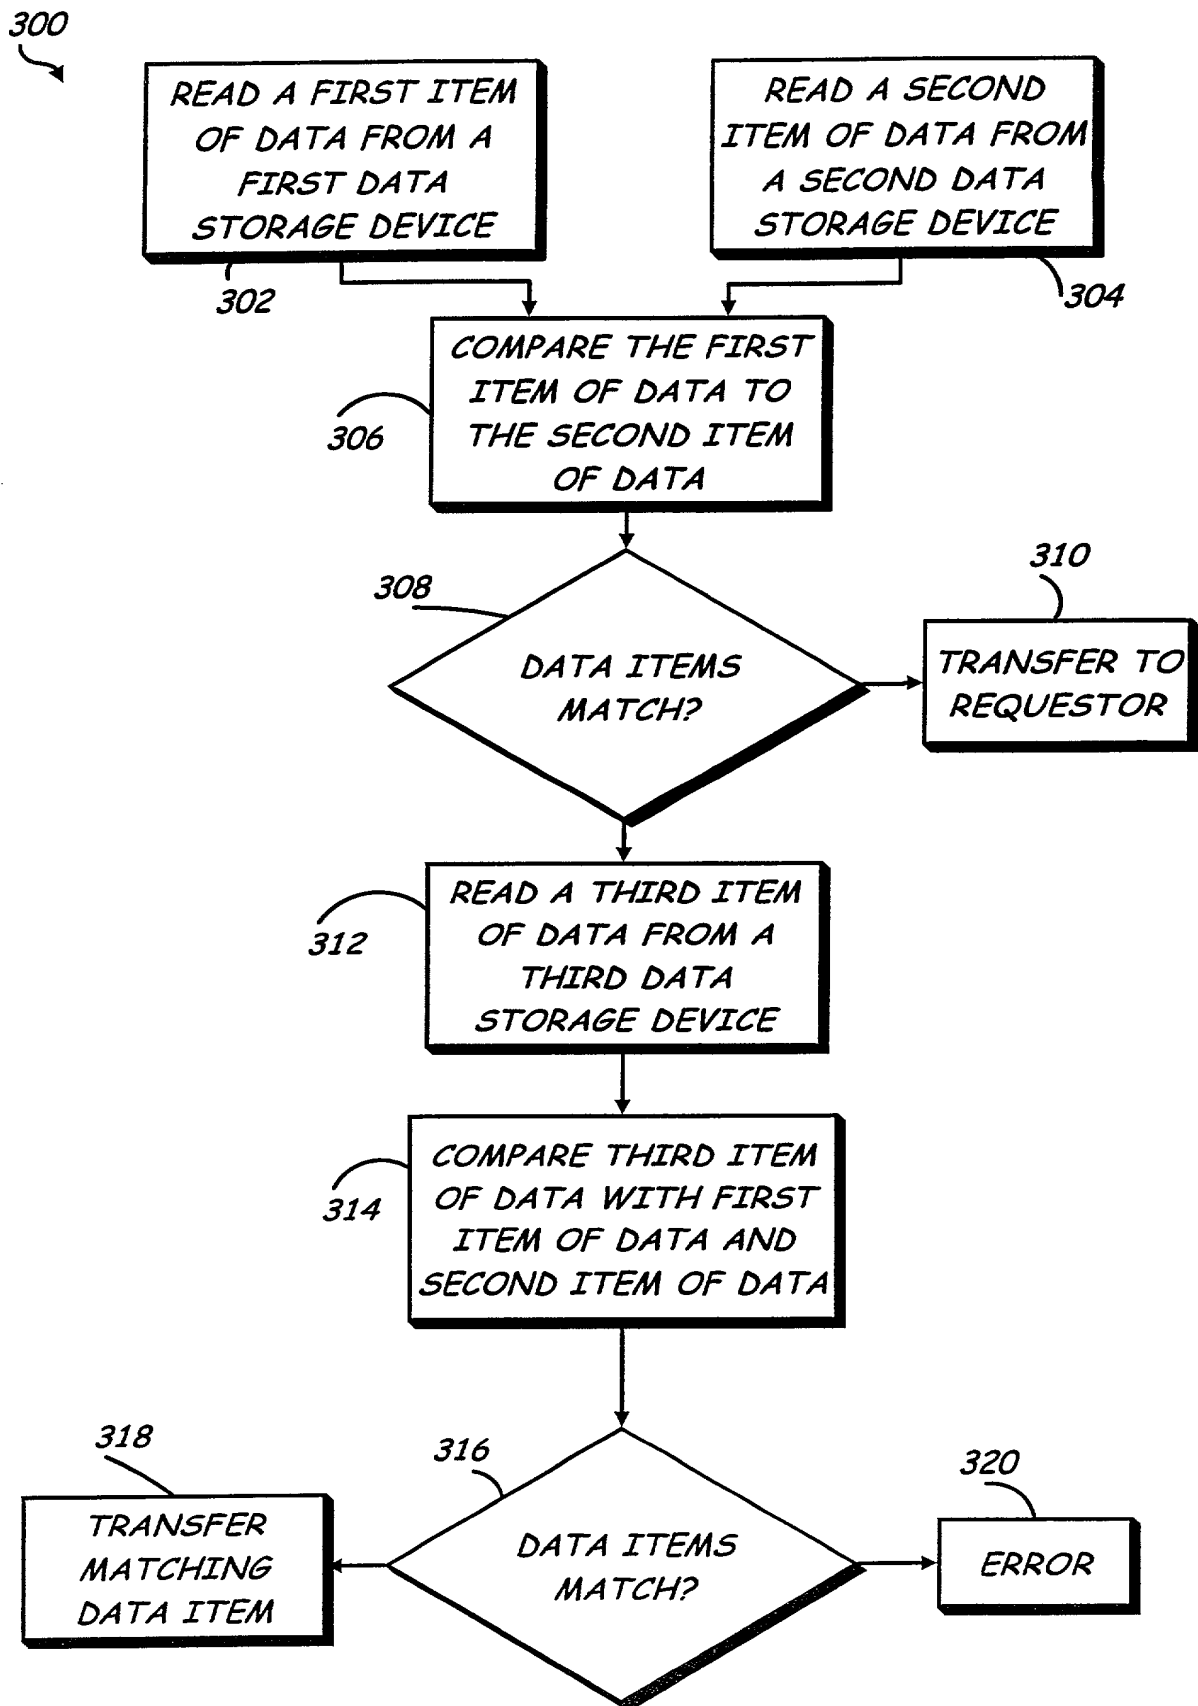 300
READ A FIRST ITEM
OF DATA FROM A
FIRST DATA
STORAGE DEVICE
302
READ A SECOND
ITEM OF DATA FROM
A SECOND DATA
STORAGE DEVICE
304
COMPARE THE FIRST
ITEM OF DATA TO
THE SECOND ITEM
OF DATA
306
308
DATA ITEMS
MATCH?
310
TRANSFER TO
REQUESTOR
READ A THIRD ITEM
OF DATA FROM A
THIRD DATA
STORAGE DEVICE
312
COMPARE THIRD ITEM
OF DATA WITH FIRST
ITEM OF DATA AND
SECOND ITEM OF DATA
314
316
DATA ITEMS
MATCH?
318
TRANSFER
MATCHING
DATA ITEM
320
ERROR